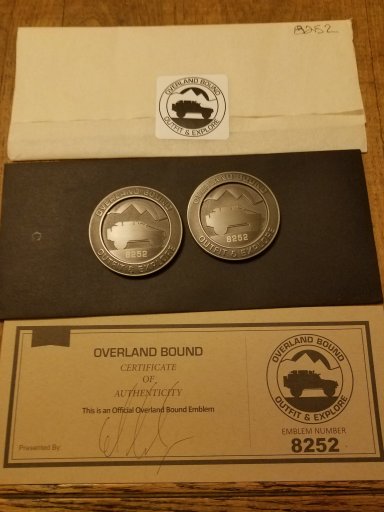 8252
OVERLAND BOUND
OUTFIT & EXPLORE
OVERLAND BOUND
8252
OUTFIT & EXPLORE
OVERLAND BOUND
8252
OUTFIT & EXPLORE
OVERLAND BOUND
CERTIFICATE
OF
AUTHENTICITY
This is an Official Overland Bound Emblem
Presented By:
OVERLAND BOUND
OUTFIT & EXPLORE
EMBLEM NUMBER
8252